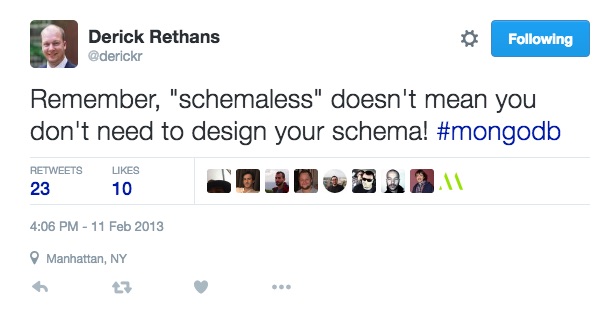 Derick Rethans
@derickr
Following
Remember, "schemaless" doesn't mean you
don't need to design your schema! #mongodb
RETWEETS LIKES
23 10
4:06 PM - 11 Feb 2013
Manhattan, NY